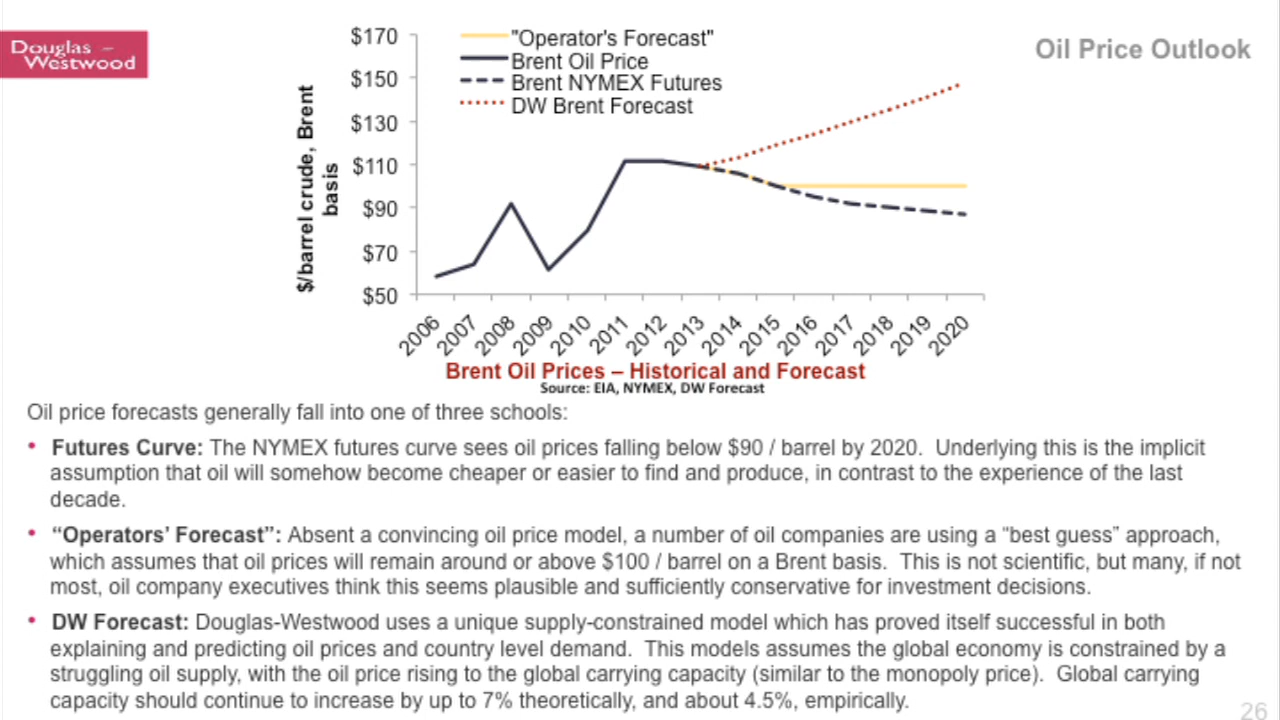 Douglas –
Westwood
Oil Price Outlook
$170
$150
$130
$110
$90
$70
$50
$/barrel crude, Brent
basis
"Operator's Forecast"
Brent Oil Price
Brent NYMEX Futures
DW Brent Forecast
2006
2007
2008
2009
2010
2011
2012
2013
2014
2015
2016
2017
2018
2019
2020
Brent Oil Prices – Historical and Forecast
Source: EIA, NYMEX, DW Forecast
Oil price forecasts generally fall into one of three schools:
• Futures Curve: The NYMEX futures curve sees oil prices falling below $90 / barrel by 2020. Underlying this is the implicit
assumption that oil will somehow become cheaper or easier to find and produce, in contrast to the experience of the last
decade.
• “Operators’ Forecast”: Absent a convincing oil price model, a number of oil companies are using a “best guess” approach,
which assumes that oil prices will remain around or above $100 / barrel on a Brent basis. This is not scientific, but many, if not
most, oil company executives think this seems plausible and sufficiently conservative for investment decisions.
• DW Forecast: Douglas-Westwood uses a unique supply-constrained model which has proved itself successful in both
explaining and predicting oil prices and country level demand. This models assumes the global economy is constrained by a
struggling oil supply, with the oil price rising to the global carrying capacity (similar to the monopoly price). Global carrying
capacity should continue to increase by up to 7% theoretically, and about 4.5%, empirically.
26